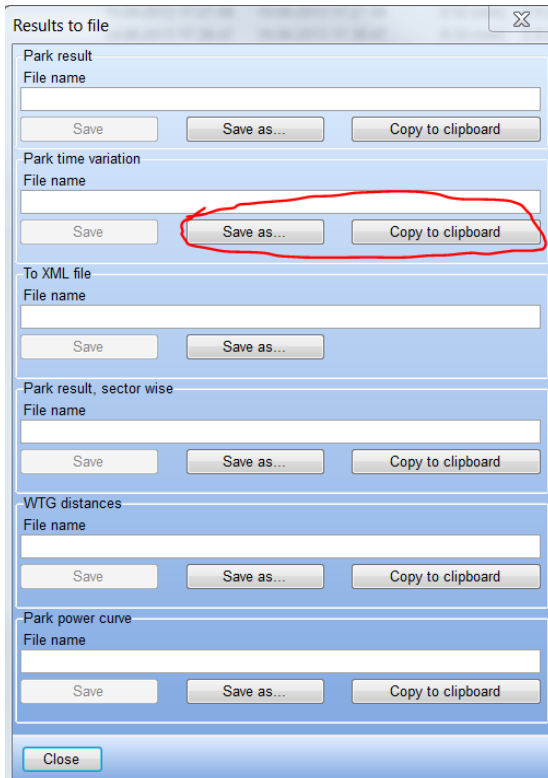 Results to file
Park result
File name
Save Save as... Copy to clipboard
Park time variation
File name
Save Save as... Copy to clipboard
To XML file
File name
Save Save as...
Park result, sector wise
File name
Save Save as... Copy to clipboard
WTG distances
File name
Save Save as... Copy to clipboard
Park power curve
File name
Save Save as... Copy to clipboard
Close